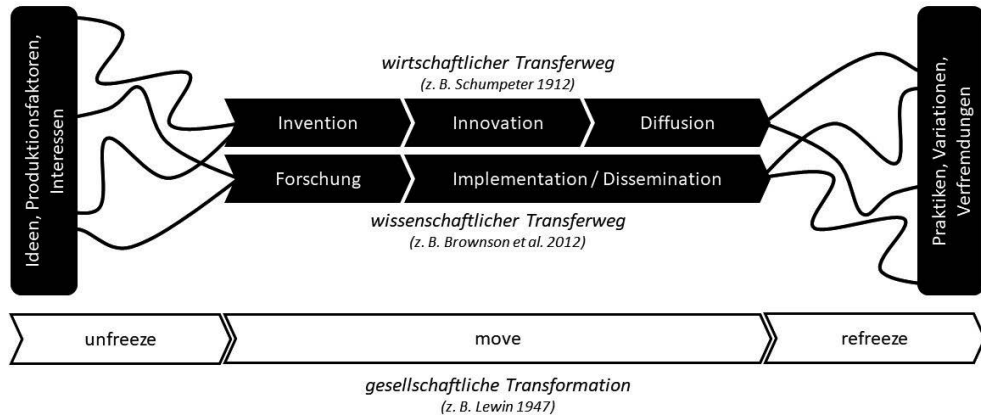 Ideen, Produktionsfaktoren,
Interessen
wirtschaftlicher Transferweg
(z. B. Schumpeter 1912)
Invention
Innovation
Diffusion
Forschung
Implementation / Dissemination
wissenschaftlicher Transferweg
(z. B. Brownson et al. 2012)
Praktiken, Variationen,
Verfremdungen
unfreeze
move
refreeze
gesellschaftliche Transformation
(z. B. Lewin 1947)